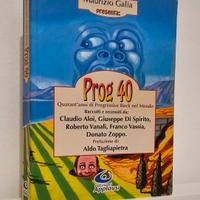 Maurizio Galia
presenta:
Prog 40
Quarant'anni di Progressive Rock nel Mondo
Raccolti e recensiti da:
Claudio Aloi, Giuseppe Di Spirito,
Roberto Vanali, Franco Vassia,
Donato Zoppo.
Prefazione di
Aldo Tagliapietra
Applausi